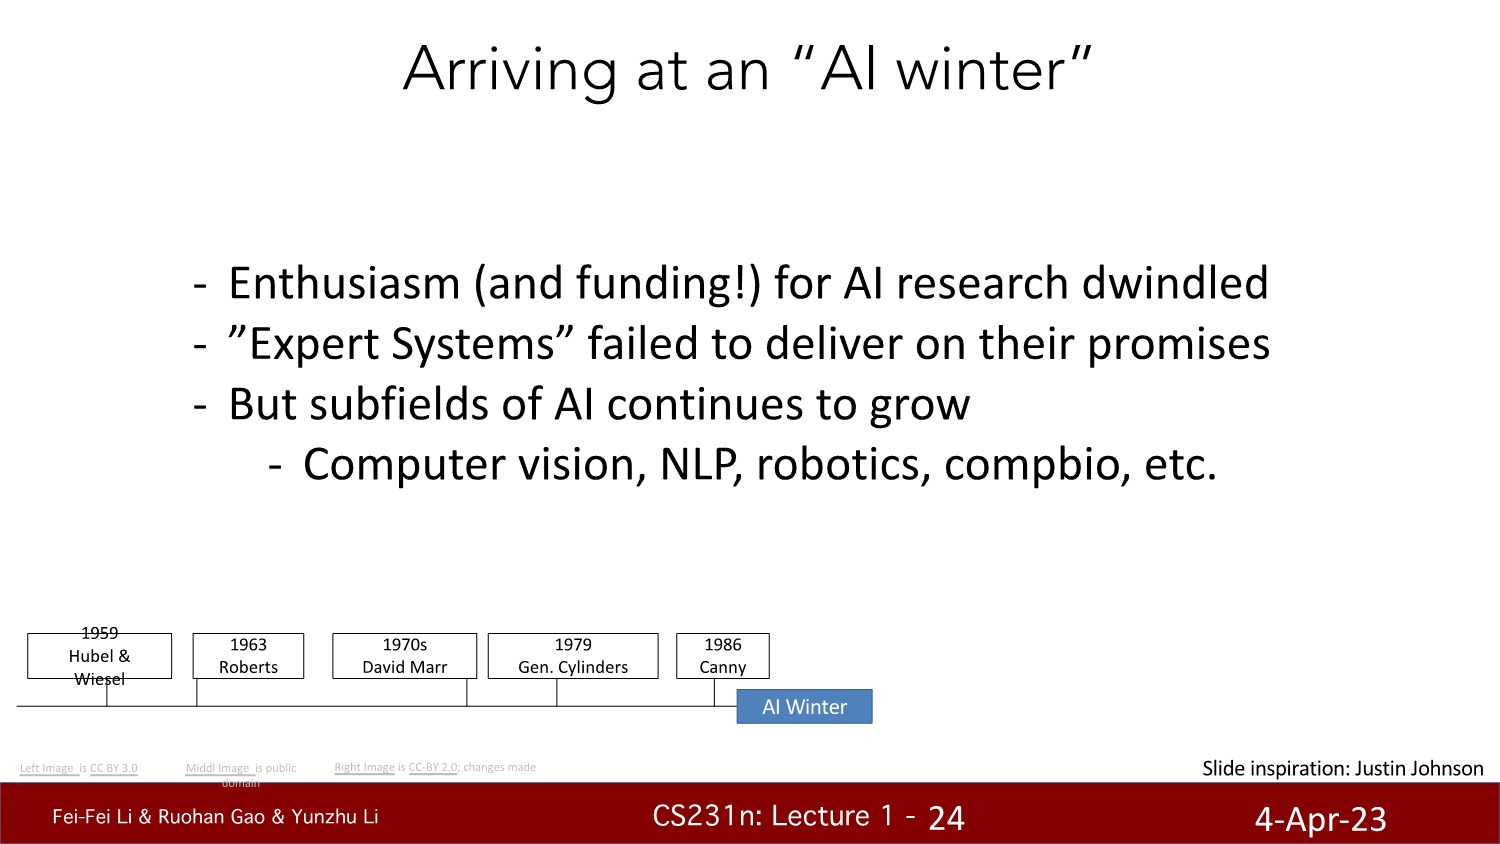 Arriving at an “AI winter”
- Enthusiasm (and funding!) for AI research dwindled
- ”Expert Systems” failed to deliver on their promises
- But subfields of AI continues to grow
- Computer vision, NLP, robotics, compbio, etc.
1959
Hubel &
Wiesel
1963
Roberts
1970s
David Marr
1979
Gen. Cylinders
1986
Canny
AI Winter
Left Image is CC BY 3.0
Middl Image is public
domain
Right Image is CC-BY 2.0; changes made
Slide inspiration: Justin Johnson
Fei-Fei Li & Ruohan Gao & Yunzhu Li
CS231n: Lecture 1 - 24
4-Apr-23